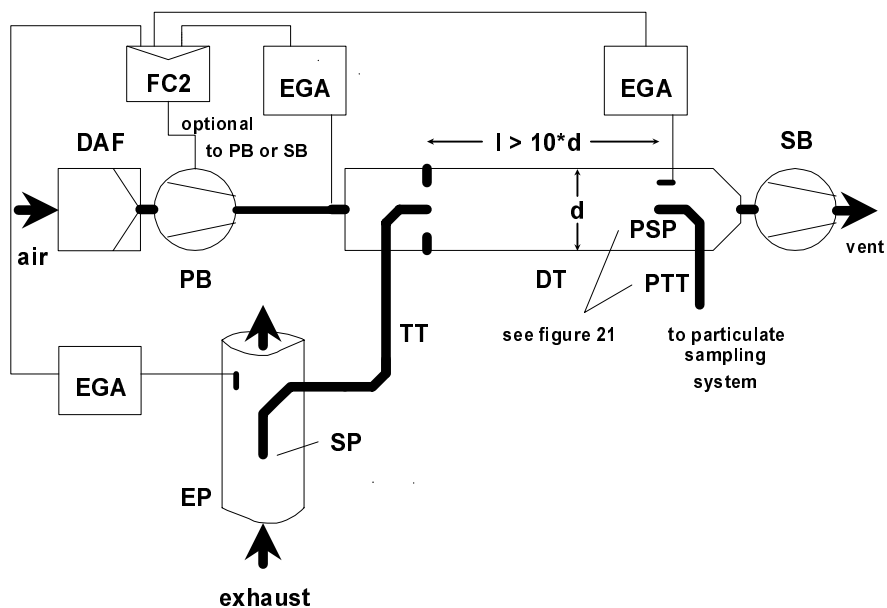 FC2
EGA
EGA
optional
to PB or SB
DAF
l > 10*d
SB
d
air
PB
PSP
vent
DT
PTT
TT
see figure 21
to particulate
sampling
system
EGA
SP
EP
exhaust